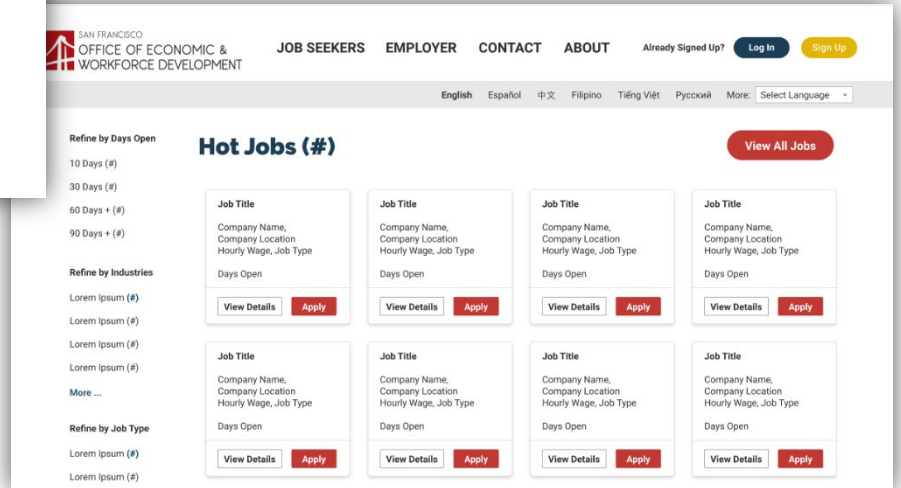 SAN FRANCISCO
OFFICE OF ECONOMIC &
WORKFORCE DEVELOPMENT
JOB SEEKERS EMPLOYER CONTACT ABOUT Already Signed Up? Log In Sign Up
English Español 中文 Filipino Tiếng Việt Русский More: Select Language
Refine by Days Open
10 Days (#)
30 Days (#)
60 Days + (#)
90 Days + (#)
Refine by Industries
Lorem Ipsum (#)
Lorem Ipsum (#)
Lorem Ipsum (#)
Lorem Ipsum (#)
More ...
Refine by Job Type
Lorem Ipsum (#)
Lorem Ipsum (#)
Hot Jobs (#) View All Jobs
Job Title Job Title Job Title Job Title
Company Name, Company Name, Company Name, Company Name,
Company Location Company Location Company Location Company Location
Hourly Wage, Job Type Hourly Wage, Job Type Hourly Wage, Job Type Hourly Wage, Job Type
Days Open Days Open Days Open Days Open
View Details Apply View Details Apply View Details Apply View Details Apply
Job Title Job Title Job Title Job Title
Company Name, Company Name, Company Name, Company Name,
Company Location Company Location Company Location Company Location
Hourly Wage, Job Type Hourly Wage, Job Type Hourly Wage, Job Type Hourly Wage, Job Type
Days Open Days Open Days Open Days Open
View Details Apply View Details Apply View Details Apply View Details Apply